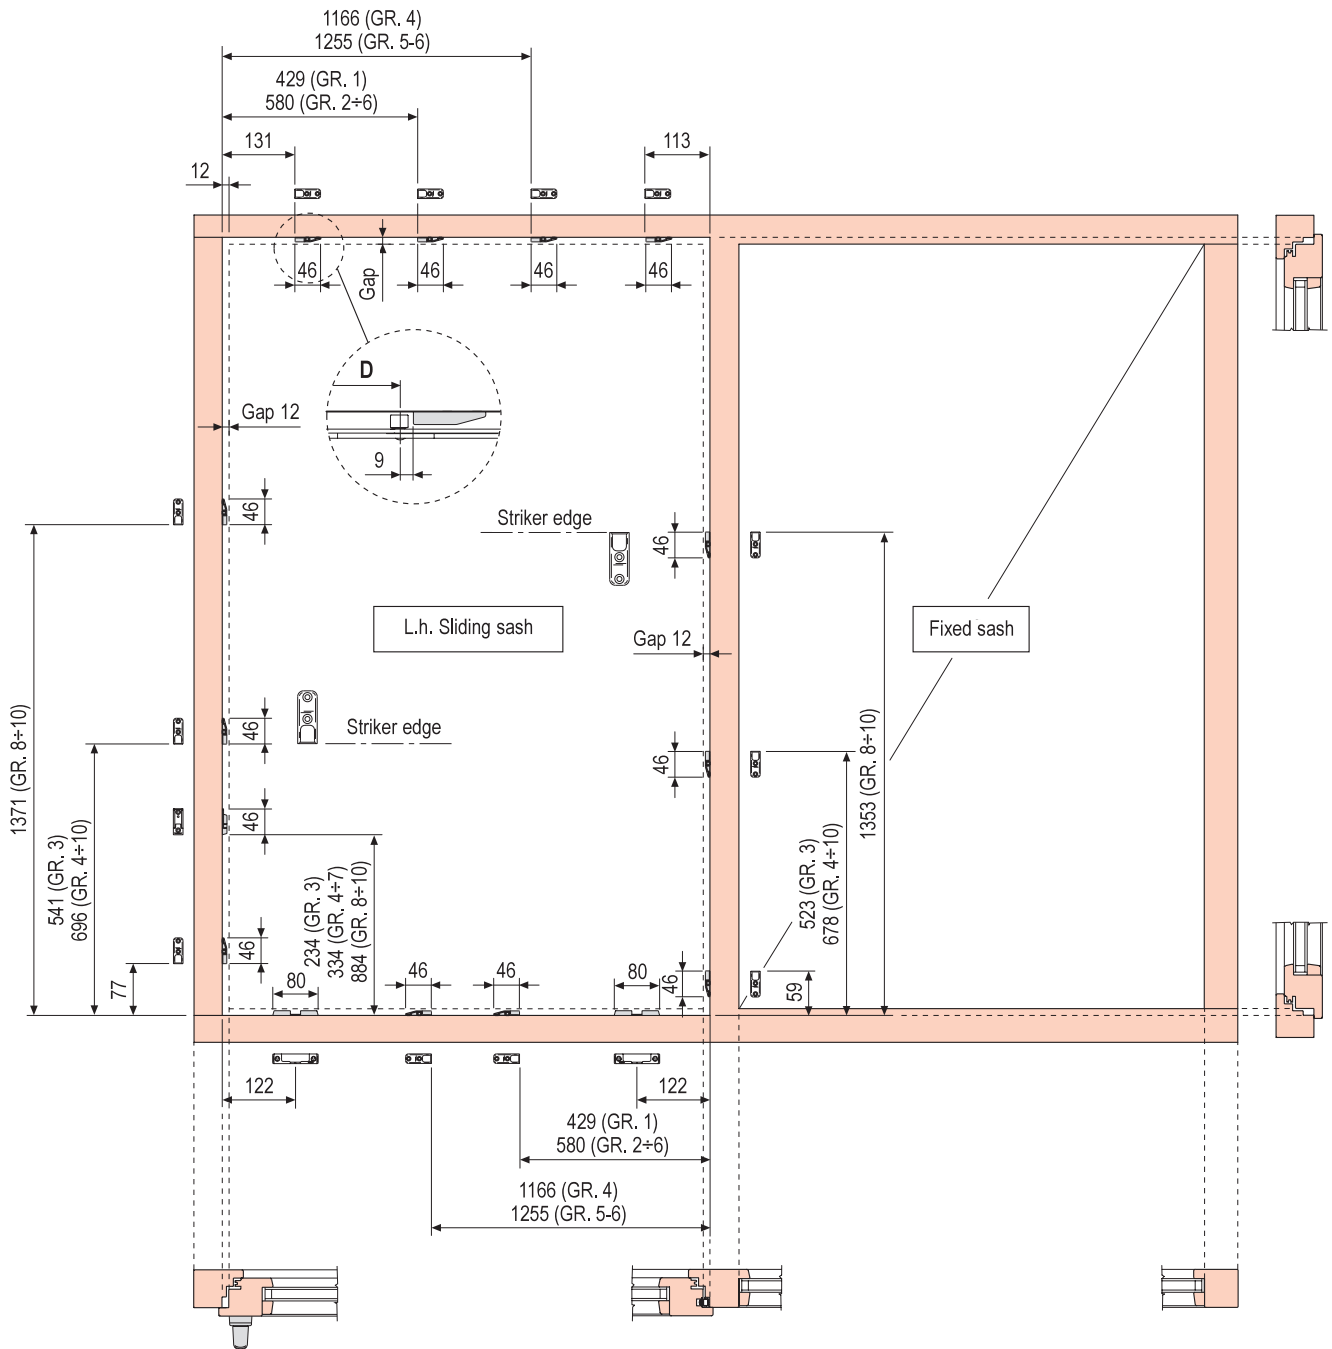 1166 (GR. 4)
1255 (GR. 5-6)
429 (GR. 1)
580 (GR. 2÷6)
131
113
12
46
Gap
46
46
46
D
Gap 12
9
46
Striker edge
46
1371 (GR. 8÷10)
L.h. Sliding sash
Fixed sash
Gap 12
46
Striker edge
46
1353 (GR. 8÷10)
541 (GR. 3)
696 (GR. 4÷10)
46
234 (GR. 3)
334 (GR. 4÷7)
884 (GR. 8÷10)
523 (GR. 3)
678 (GR. 4÷10)
77
46
80
46
46
80
46
59
122
122
429 (GR. 1)
580 (GR. 2÷6)
1166 (GR. 4)
1255 (GR. 5-6)